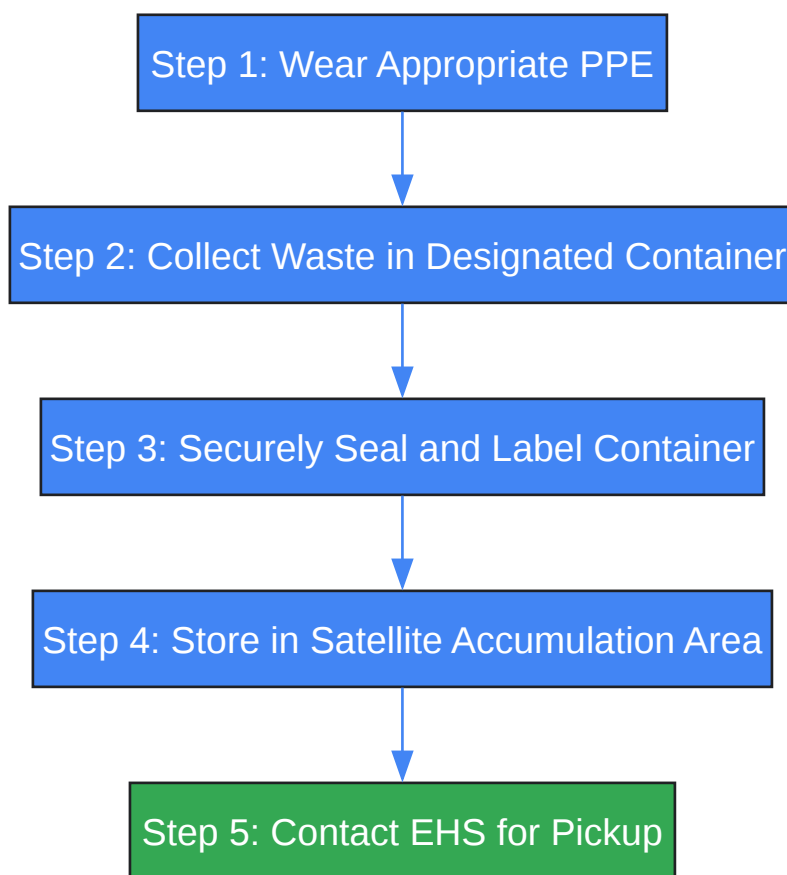 Step 1: Wear Appropriate PPE
Step 2: Collect Waste in Designated Container
Step 3: Securely Seal and Label Container
Step 4: Store in Satellite Accumulation Area
Step 5: Contact EHS for Pickup